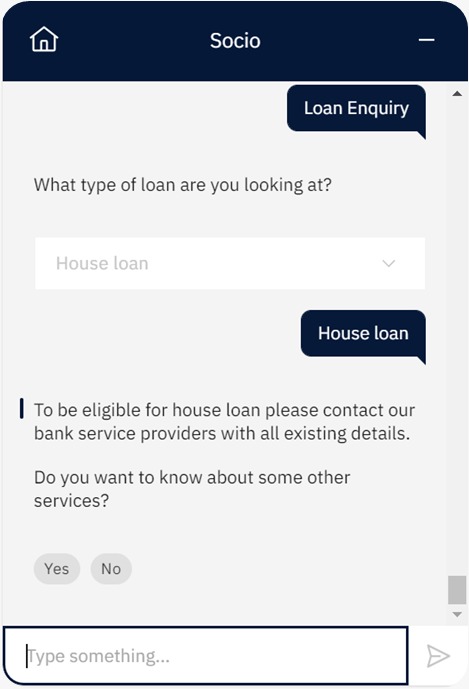 Socio
Loan Enquiry
What type of loan are you looking at?
House loan
House loan
To be eligible for house loan please contact our
bank service providers with all existing details.
Do you want to know about some other
services?
Yes No
Type something...